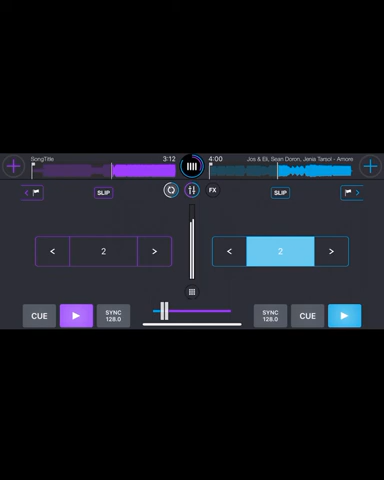 SongTitle 3:12
4:00 Jos & Eli, Sean Doron, Jenia Tarsol - Amore
SLIP FX SLIP
< 2 >
< 2 >
CUE SYNC 128.0
SYNC 128.0 CUE